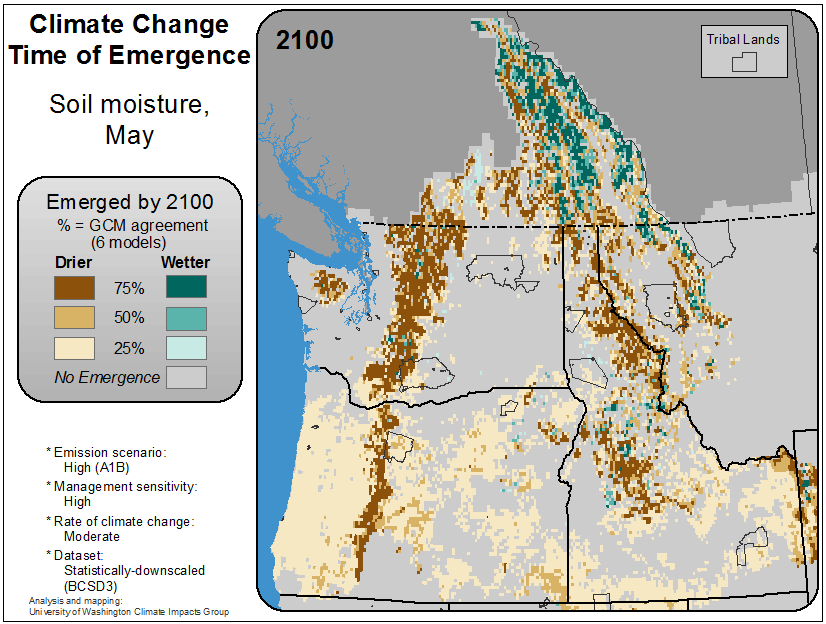 Climate Change
Time of Emergence
Soil moisture,
May
Emerged by 2100
% = GCM agreement
(6 models)
Drier
Wetter
75%
50%
25%
No Emergence
* Emission scenario:
High (A1B)
* Management sensitivity:
High
* Rate of climate change:
Moderate
* Dataset:
Statistically-downscaled
(BCSD3)
Analysis and mapping:
University of Washington Climate Impacts Group
2100
Tribal Lands